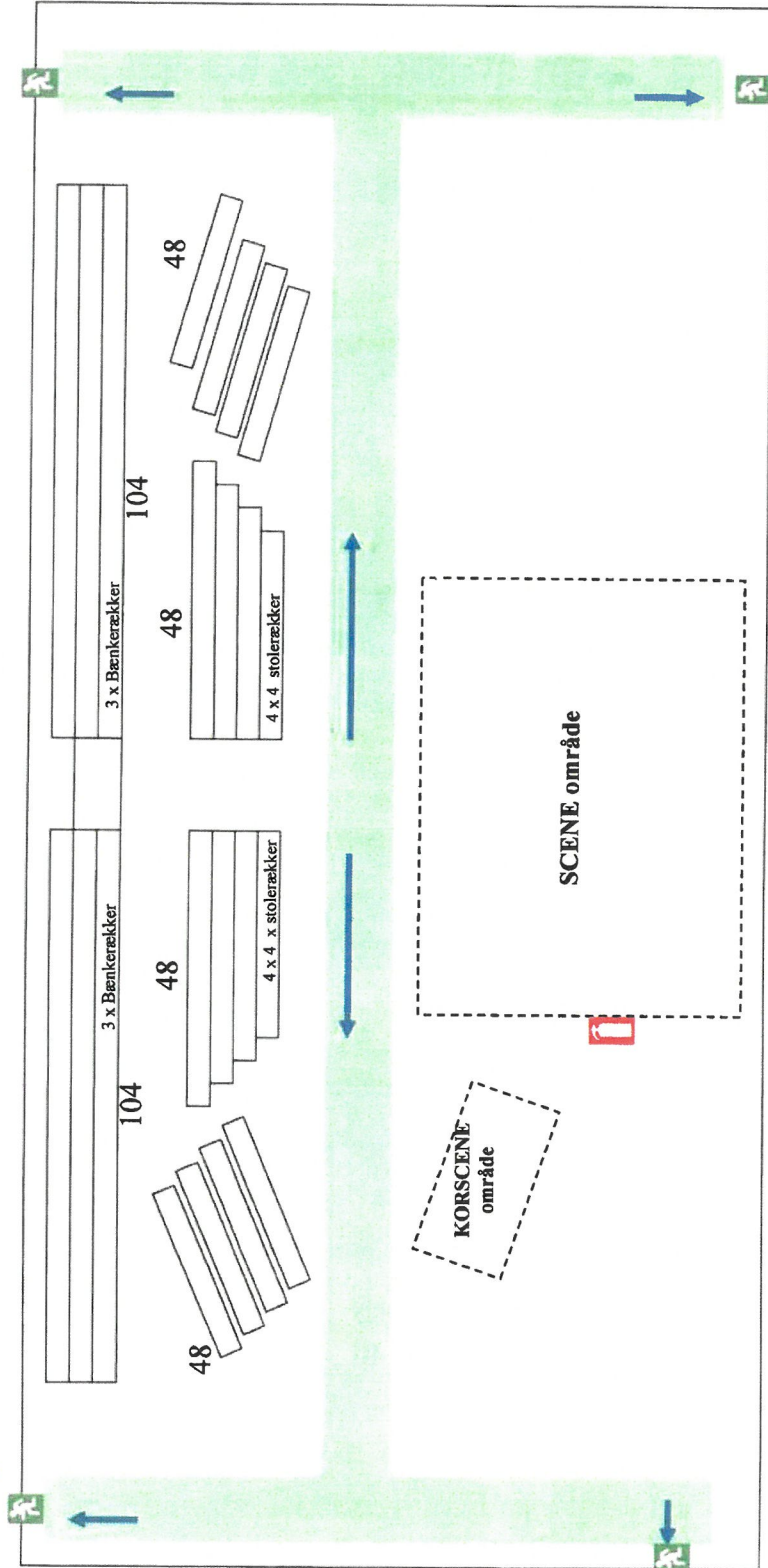 104
3 x Bænkerækker
104
3 x Bænkerækker
48
48
4 x 4 x stolerækker
48
4 x 4 stolerækker
48
KORSCENE
område
SCENE område